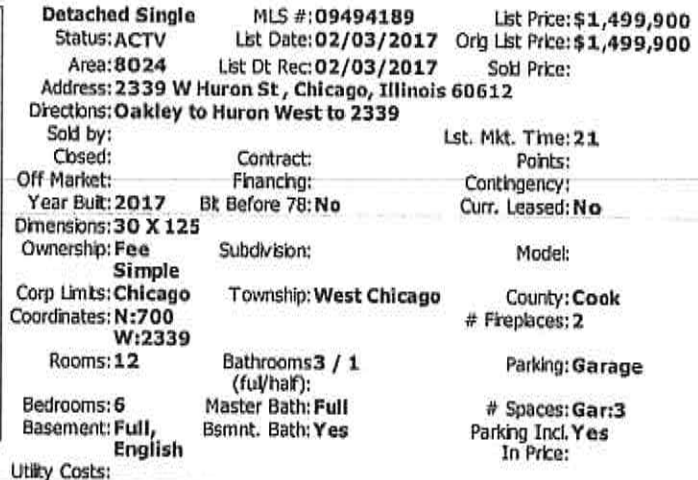 Detached Single MLS #: 09494189 List Price: $1,499,900
Status: ACTV List Date: 02/03/2017 Orig List Price: $1,499,900
Area: 8024 List Dt Rec: 02/03/2017 Sold Price:
Address: 2339 W Huron St , Chicago, Illinois 60612
Directions: Oakley to Huron West to 2339
Sold by: Lst. Mkt. Time: 21
Closed: Contract: Points:
Off Market: Financing: Contingency:
Year Built: 2017 Blt Before 78: No Curr. Leased: No
Dimensions: 30 X 125
Ownership: Fee Subdivision: Model:
Simple
Corp Limits: Chicago Township: West Chicago County: Cook
Coordinates: N:700 # Fireplaces: 2
W:2339
Rooms: 12 Bathrooms 3 / 1 Parking: Garage
(full/half):
Bedrooms: 6 Master Bath: Full # Spaces: Gar:3
Basement: Full, Bsmnt. Bath: Yes Parking Incl. Yes
English In Price:
Utility Costs: